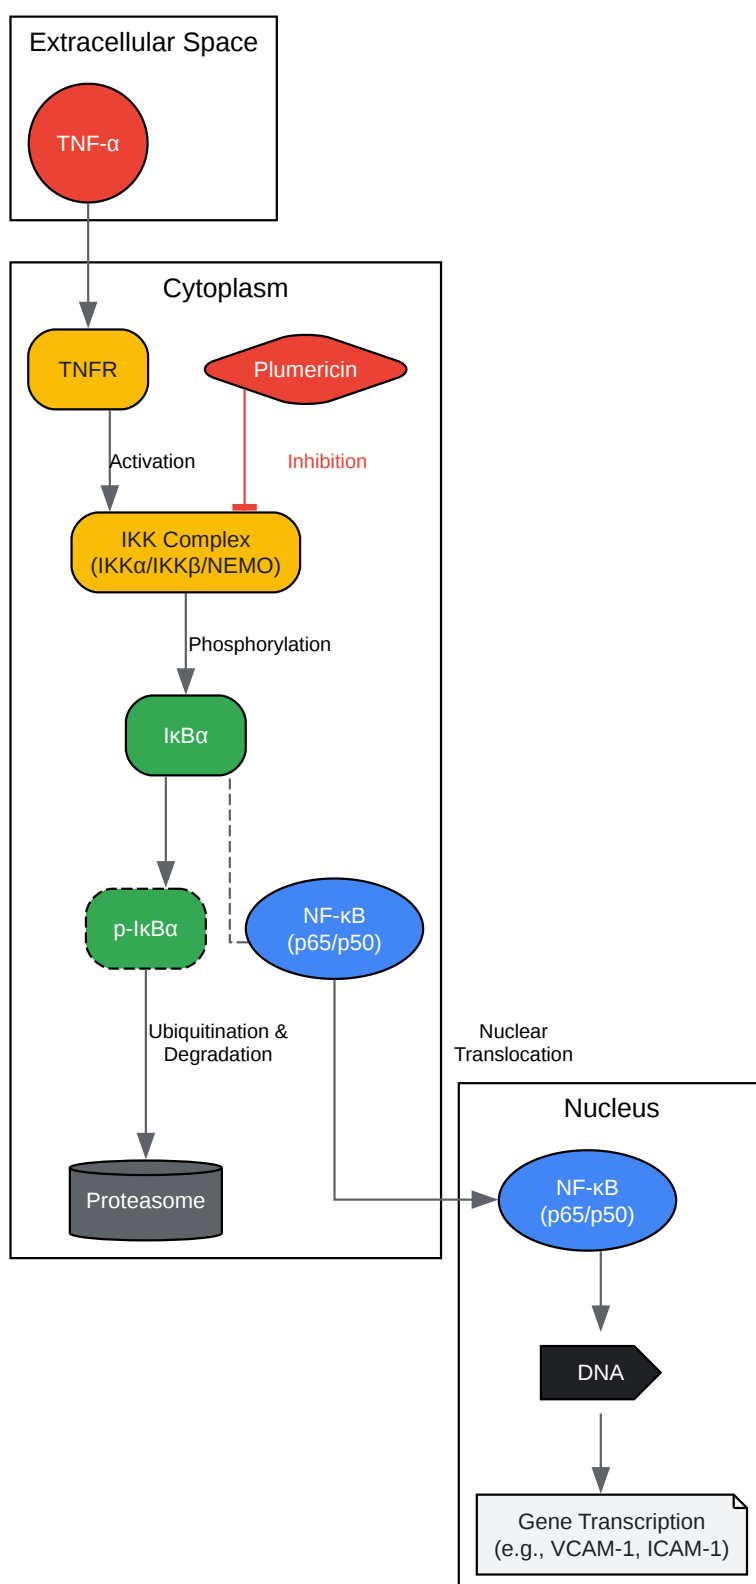 Extracellular Space
TNF-α
Cytoplasm
TNFR
Plumericin
Activation
Inhibition
IKK Complex
(IKKα/IKKβ/NEMO)
Phosphorylation
IκBα
p-IκBα
NF-κB
(p65/p50)
Ubiquitination &
Degradation
Nuclear
Translocation
Nucleus
Proteasome
NF-κB
(p65/p50)
DNA
Gene Transcription
(e.g., VCAM-1, ICAM-1)